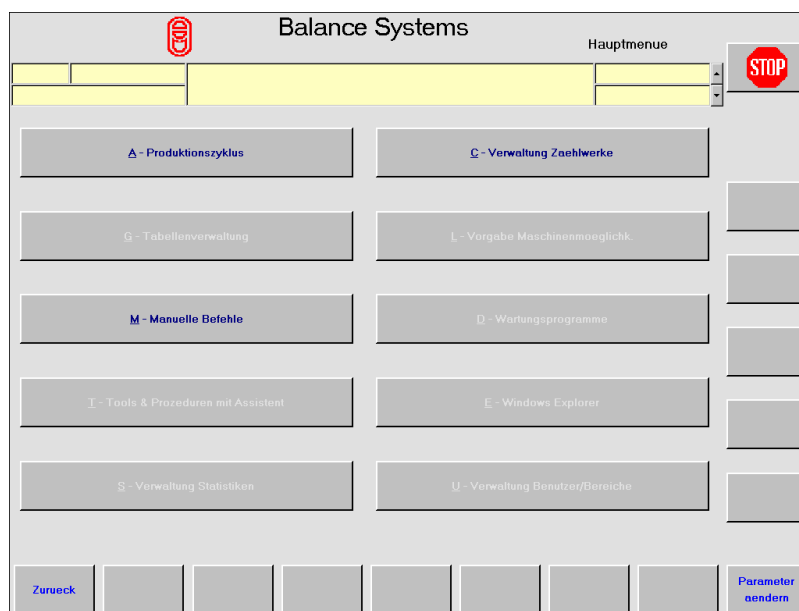 Balance Systems
Hauptmenue
STOP
A - Produktionszyklus
C - Verwaltung Zaehlwerke
G - Tabellenverwaltung
L - Vorgabe Maschinenmoeglichk.
M - Manuelle Befehle
D - Wartungsprogramme
T - Tools & Prozeduren mit Assistent
E - Windows Explorer
S - Verwaltung Statistiken
U - Verwaltung Benutzer/Bereiche
Zurueck
Parameter
aendern